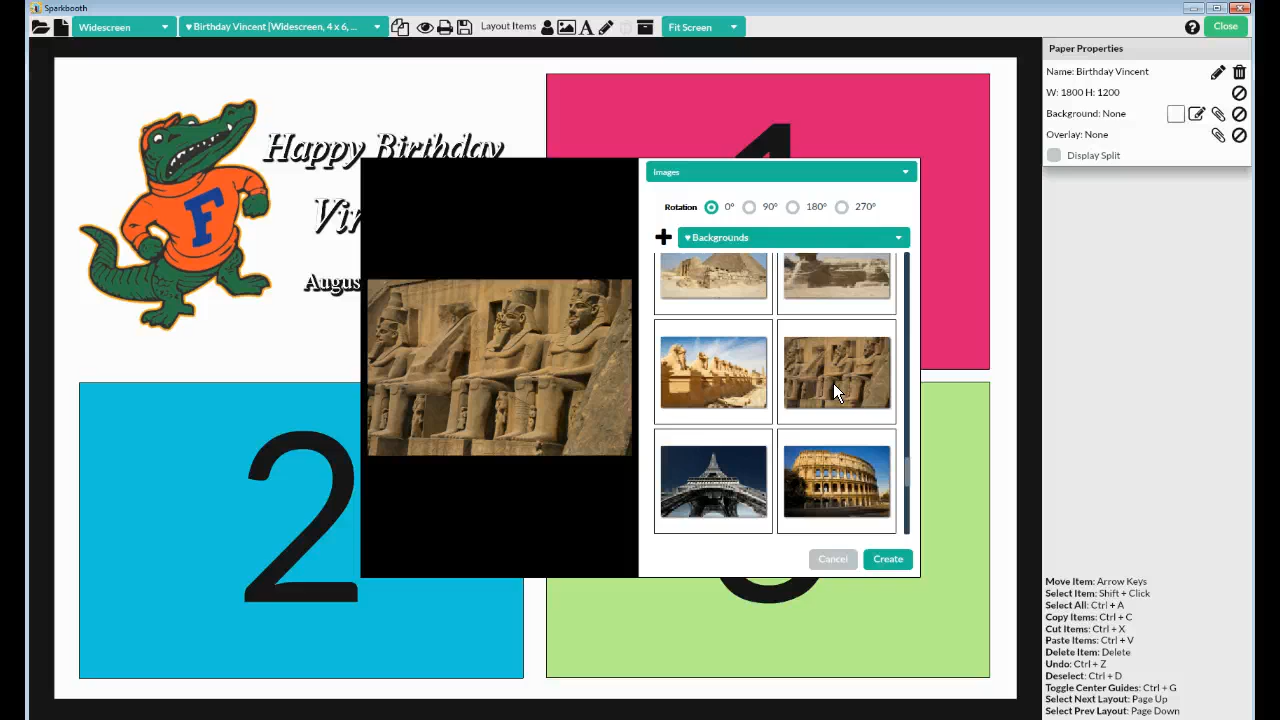 Sparkbooth
Widescreen
♥ Birthday Vincent [Widescreen, 4 x 6, ...
Layout Items
Fit Screen
Close
Paper Properties
Name: Birthday Vincent
W: 1800 H: 1200
Background: None
Overlay: None
Display Split
F
Happy Birthday
Augus
2
Images
Rotation 0° 90° 180° 270°
♥ Backgrounds
Cancel
Create
Move Item: Arrow Keys
Select Item: Shift + Click
Select All: Ctrl + A
Copy Items: Ctrl + C
Cut Items: Ctrl + X
Paste Items: Ctrl + V
Delete Item: Delete
Undo: Ctrl + Z
Deselect: Ctrl + D
Toggle Center Guides: Ctrl + G
Select Next Layout: Page Up
Select Prev Layout: Page Down